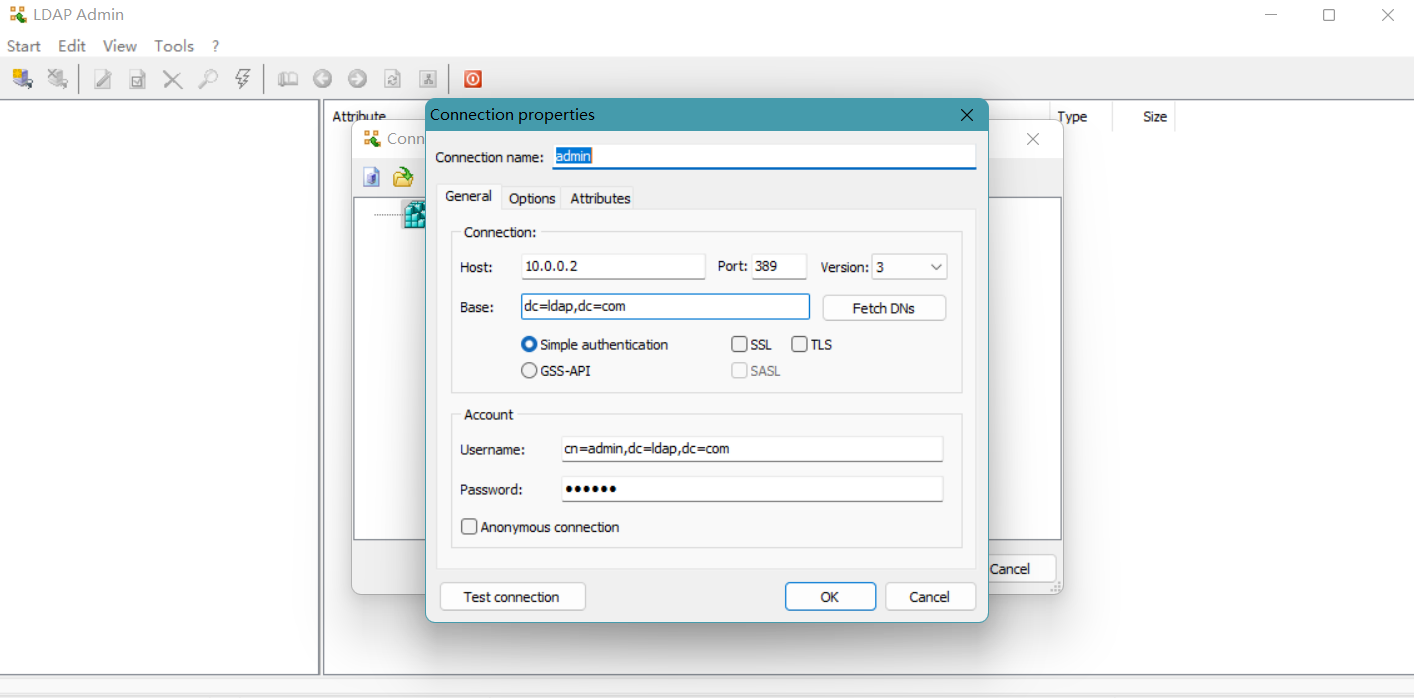 LDAP Admin
Start Edit View Tools ?
Attribute Type Size
Conn
Connection properties
Connection name: admin
General Options Attributes
Connection:
Host: 10.0.0.2 Port: 389 Version: 3
Base: dc=ldap,dc=com Fetch DNs
Simple authentication SSL TLS
GSS-API SASL
Account
Username: cn=admin,dc=ldap,dc=com
Password: ••••••
Anonymous connection
Cancel
Test connection OK Cancel